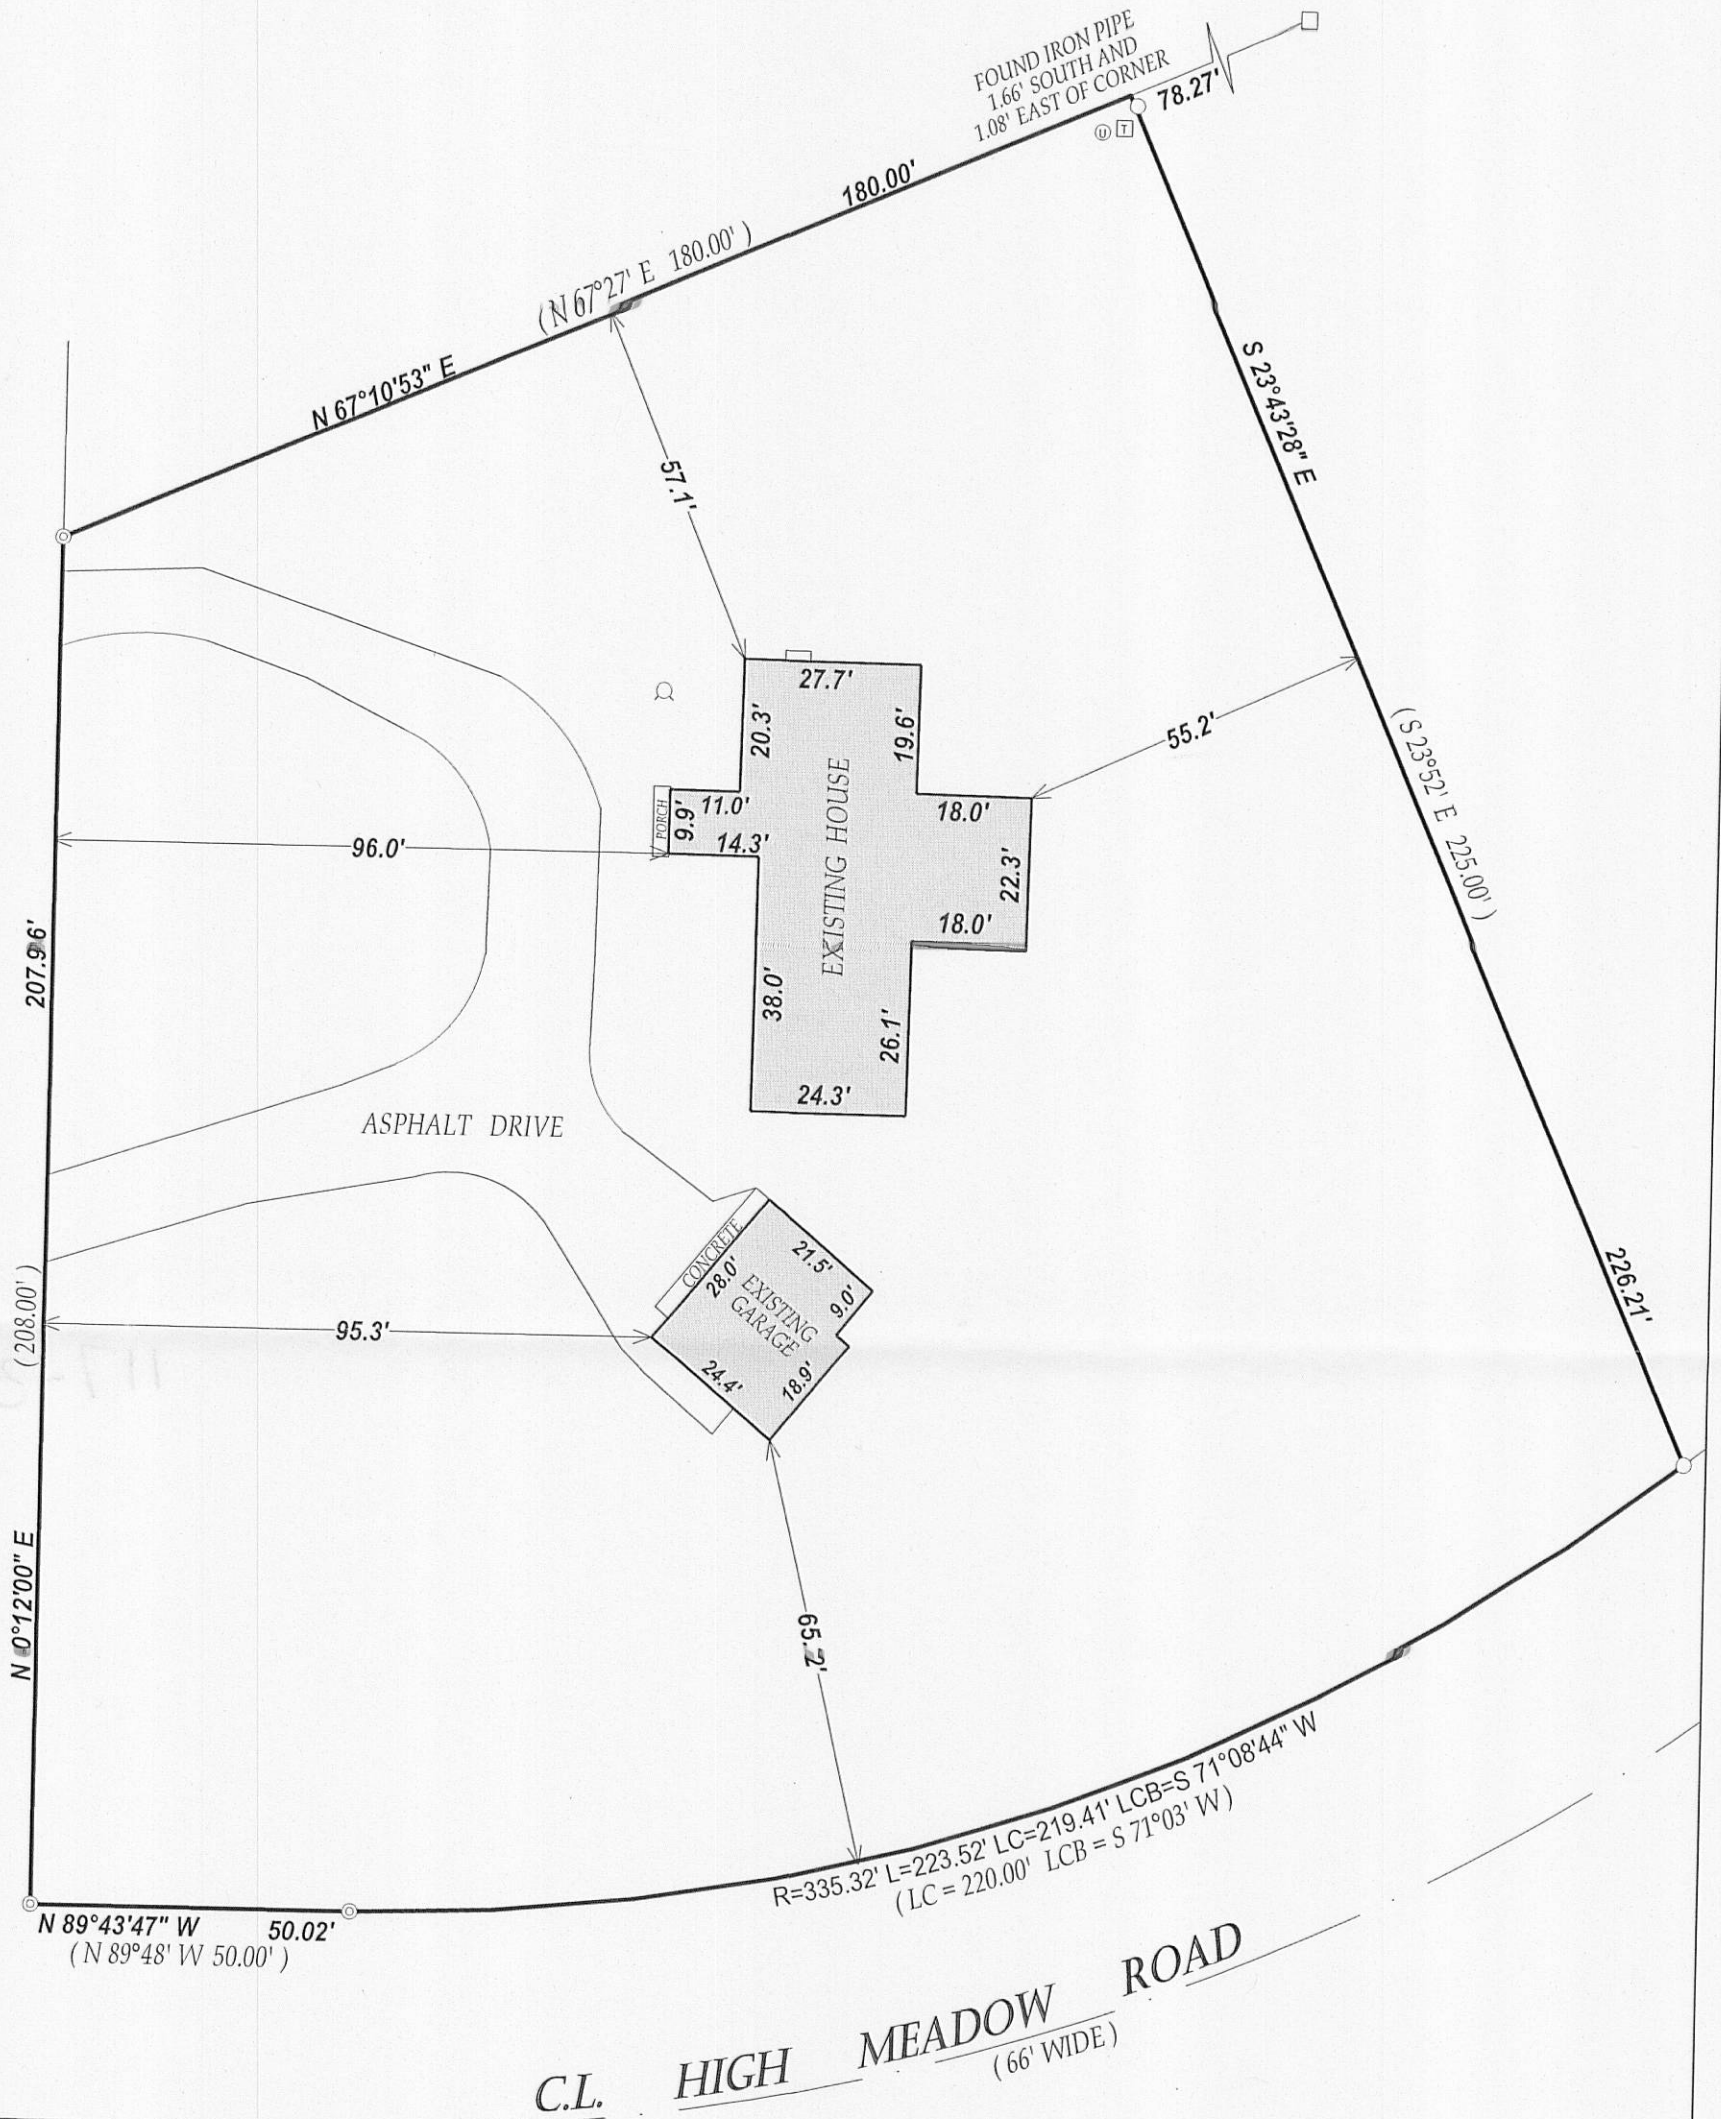 FOUND IRON PIPE
1.66' SOUTH AND
1.08' EAST OF CORNER
78.27'
U T
180.00'
( N 67°27' E 180.00' )
N 67°10'53" E
S 23°43'28" E
57.1'
55.2'
( S 23°52' E 225.00' )
27.7'
20.3'
19.6'
EXISTING HOUSE
PORCH
9.9'
11.0'
14.3'
18.0'
22.3'
18.0'
96.0'
38.0'
26.1'
24.3'
207.96'
ASPHALT DRIVE
CONCRETE
28.0'
21.5'
9.0'
EXISTING
GARAGE
24.4'
18.9'
95.3'
( 208.00' )
226.21'
N 0°12'00" E
65.2'
R=335.32' L=223.52' LC=219.41' LCB=S 71°08'44" W
( LC = 220.00' LCB = S 71°03' W )
N 89°43'47" W 50.02'
( N 89°48' W 50.00' )
C.L. HIGH MEADOW ROAD
( 66' WIDE )